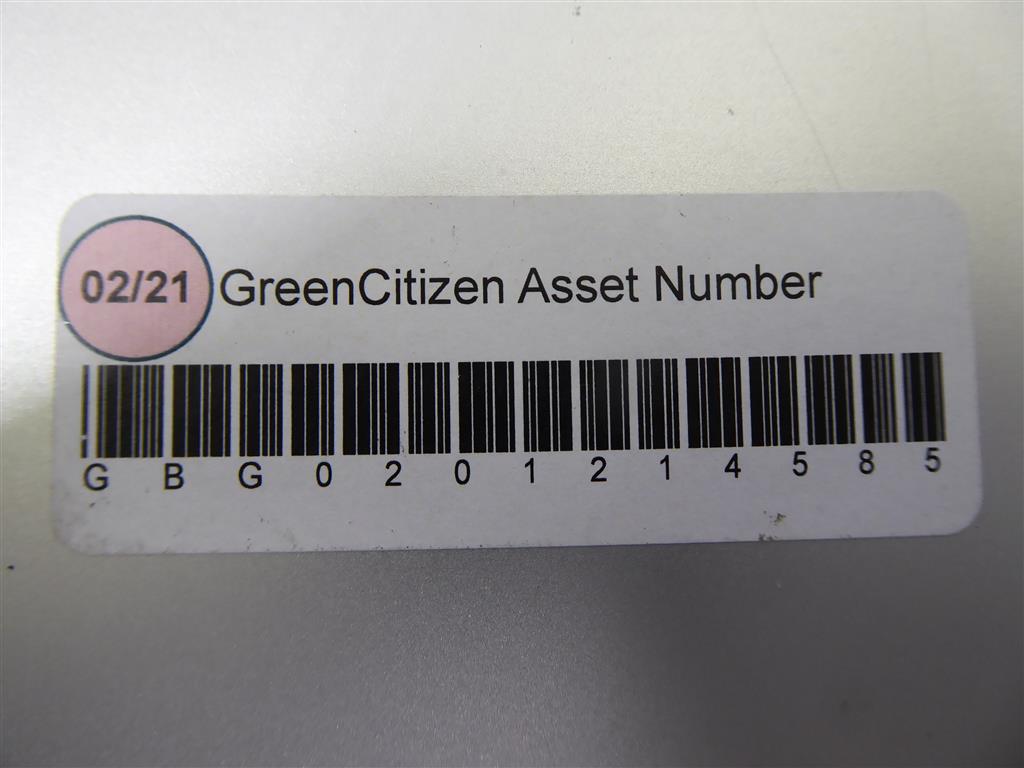 02/21 GreenCitizen Asset Number
G B G 0 2 0 1 2 1 4 5 8 5